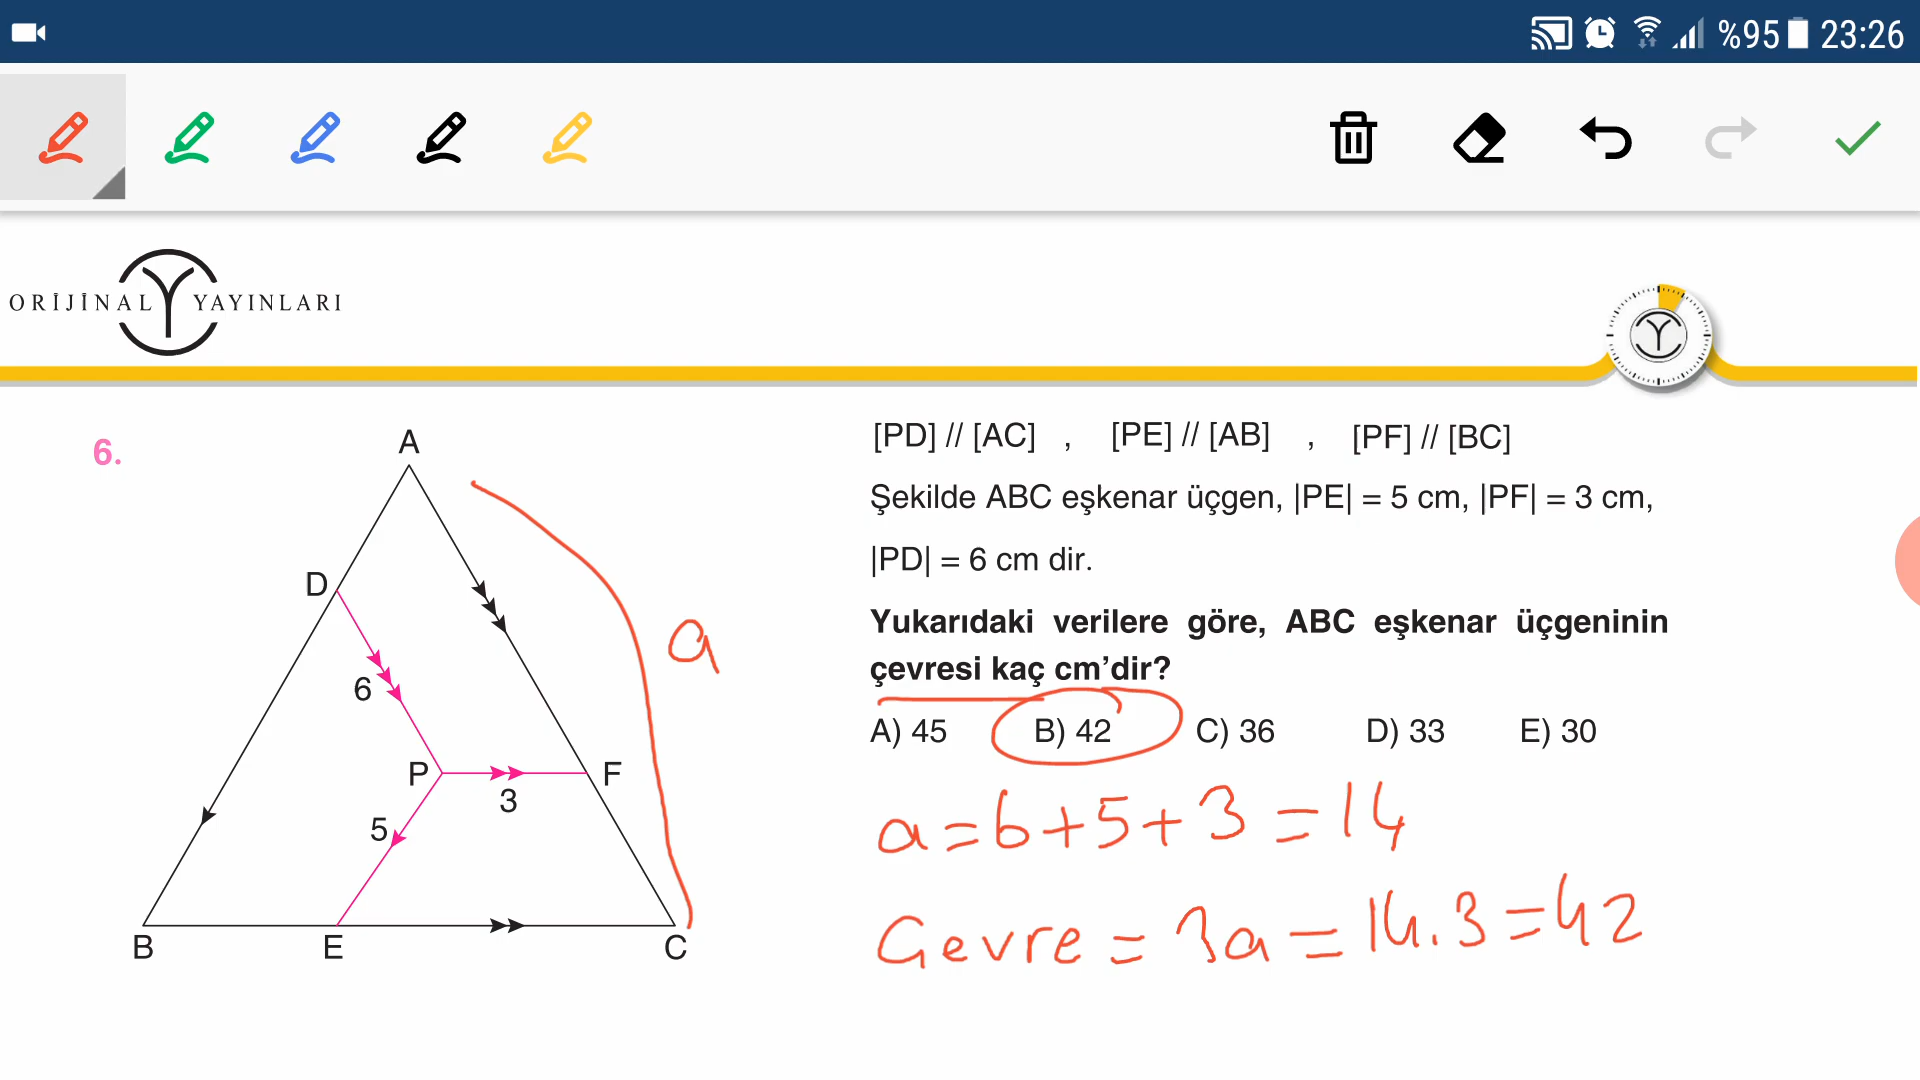 %95 23:26
ORİJİNAL YAYINLARI
6.
A
D
6
P
F
3
5
B
E
C
a
[PD] // [AC] , [PE] // [AB] , [PF] // [BC]
Şekilde ABC eşkenar üçgen, |PE| = 5 cm, |PF| = 3 cm,
|PD| = 6 cm dir.
Yukarıdaki verilere göre, ABC eşkenar üçgeninin
çevresi kaç cm’dir?
A) 45 B) 42 C) 36 D) 33 E) 30
a=6+5+3=14
Çevre = 3a = 14.3=42